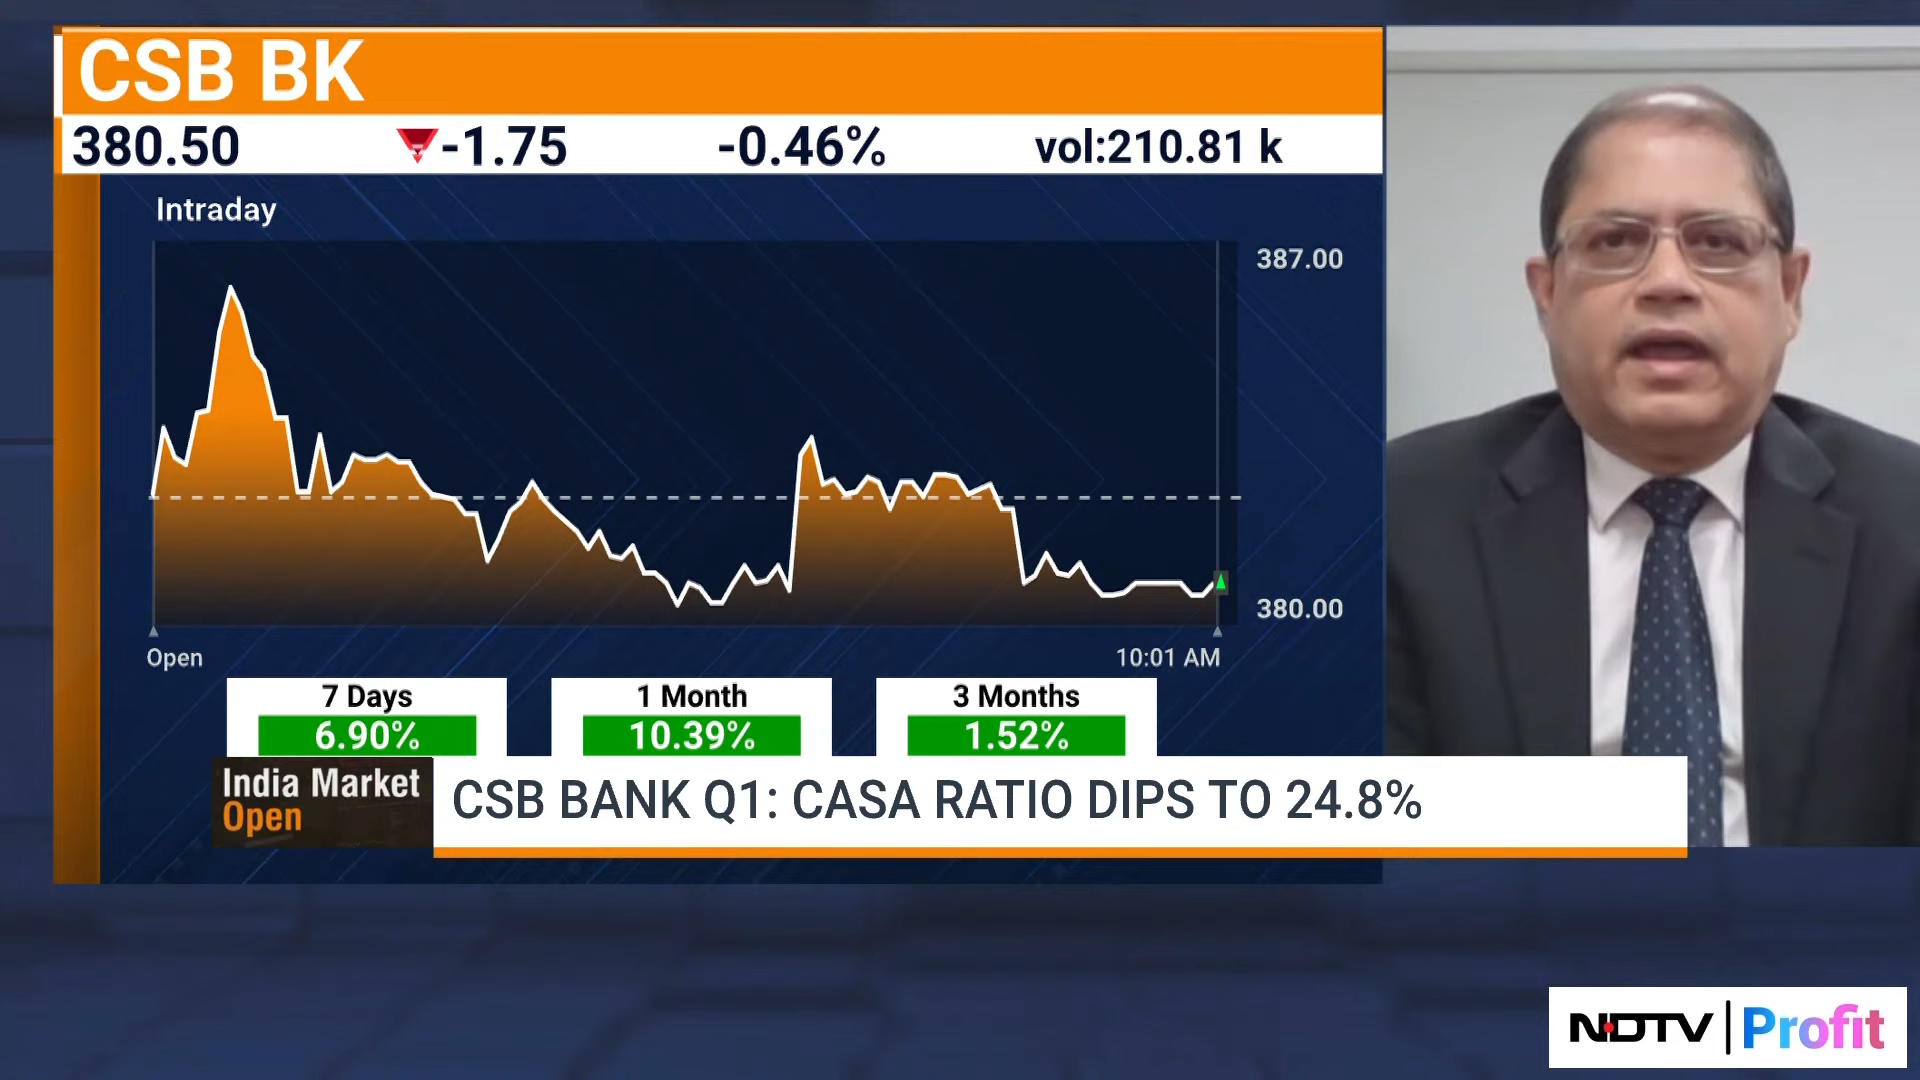 CSB BK
380.50 -1.75 -0.46% vol:210.81 k
Intraday
387.00
380.00
Open 10:01 AM
7 Days 1 Month 3 Months
6.90% 10.39% 1.52%
India Market
Open
CSB BANK Q1: CASA RATIO DIPS TO 24.8%
NDTV Profit